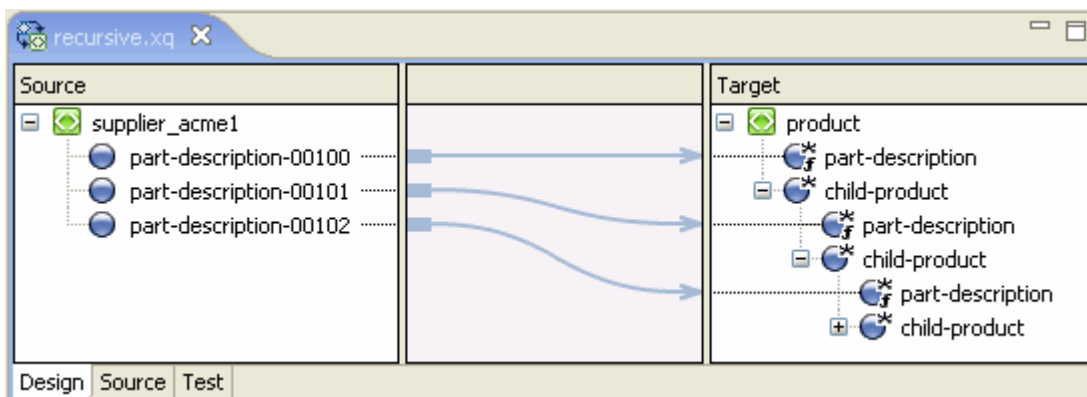 recursive.xq
Source Target
supplier_acme1 product
part-description-00100 part-description
part-description-00101 child-product
part-description-00102 part-description
child-product
part-description
child-product
Design Source Test